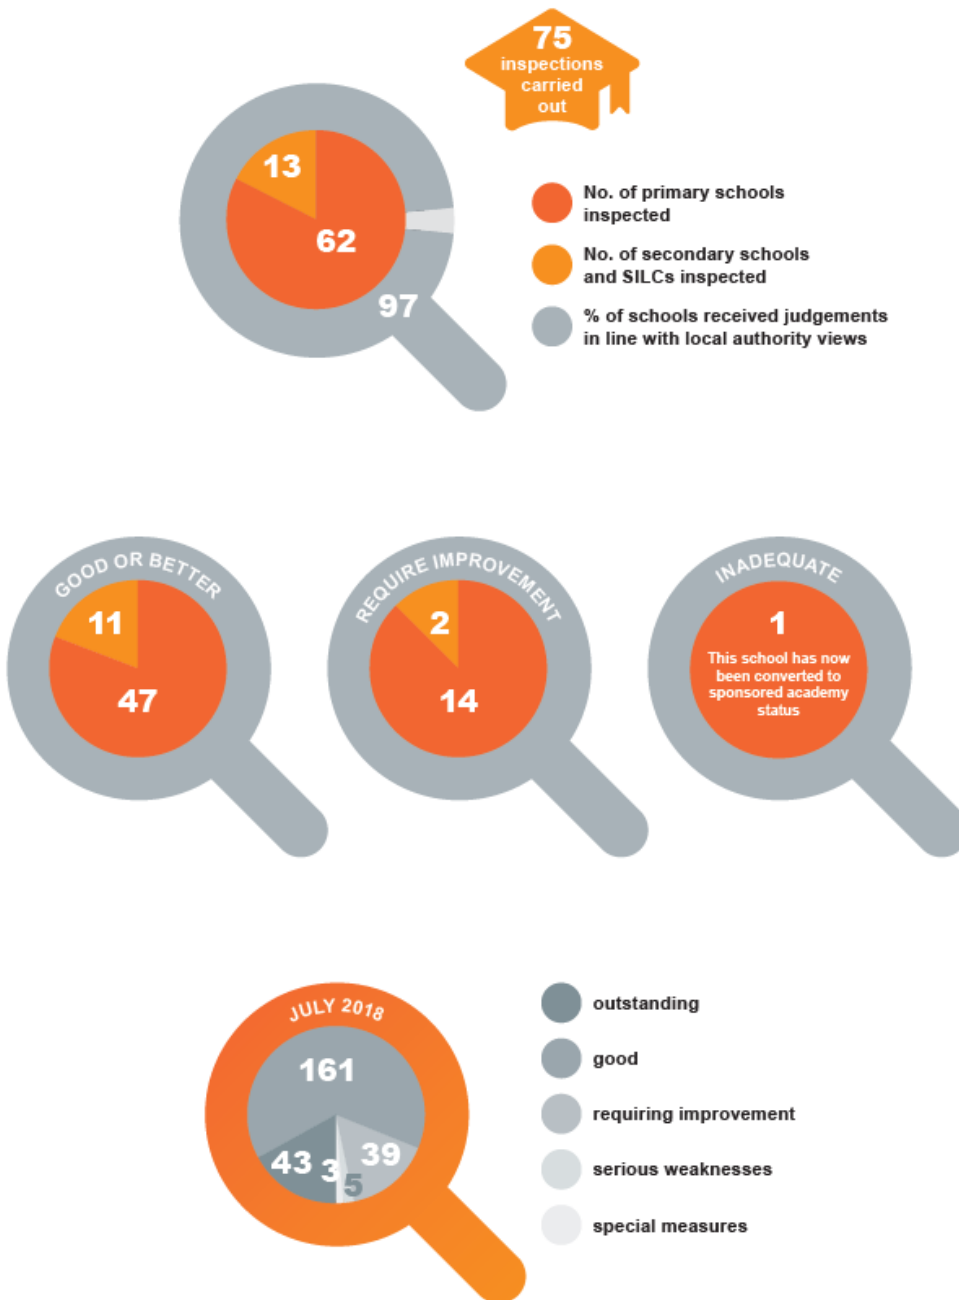 75
inspections
carried
out
13
62
97
No. of primary schools
inspected
No. of secondary schools
and SILCs inspected
% of schools received judgements
in line with local authority views
GOOD OR BETTER
11
47
REQUIRE IMPROVEMENT
2
14
INADEQUATE
1
This school has now
been converted to
sponsored academy
status
JULY 2018
161
43
3
5
39
outstanding
good
requiring improvement
serious weaknesses
special measures